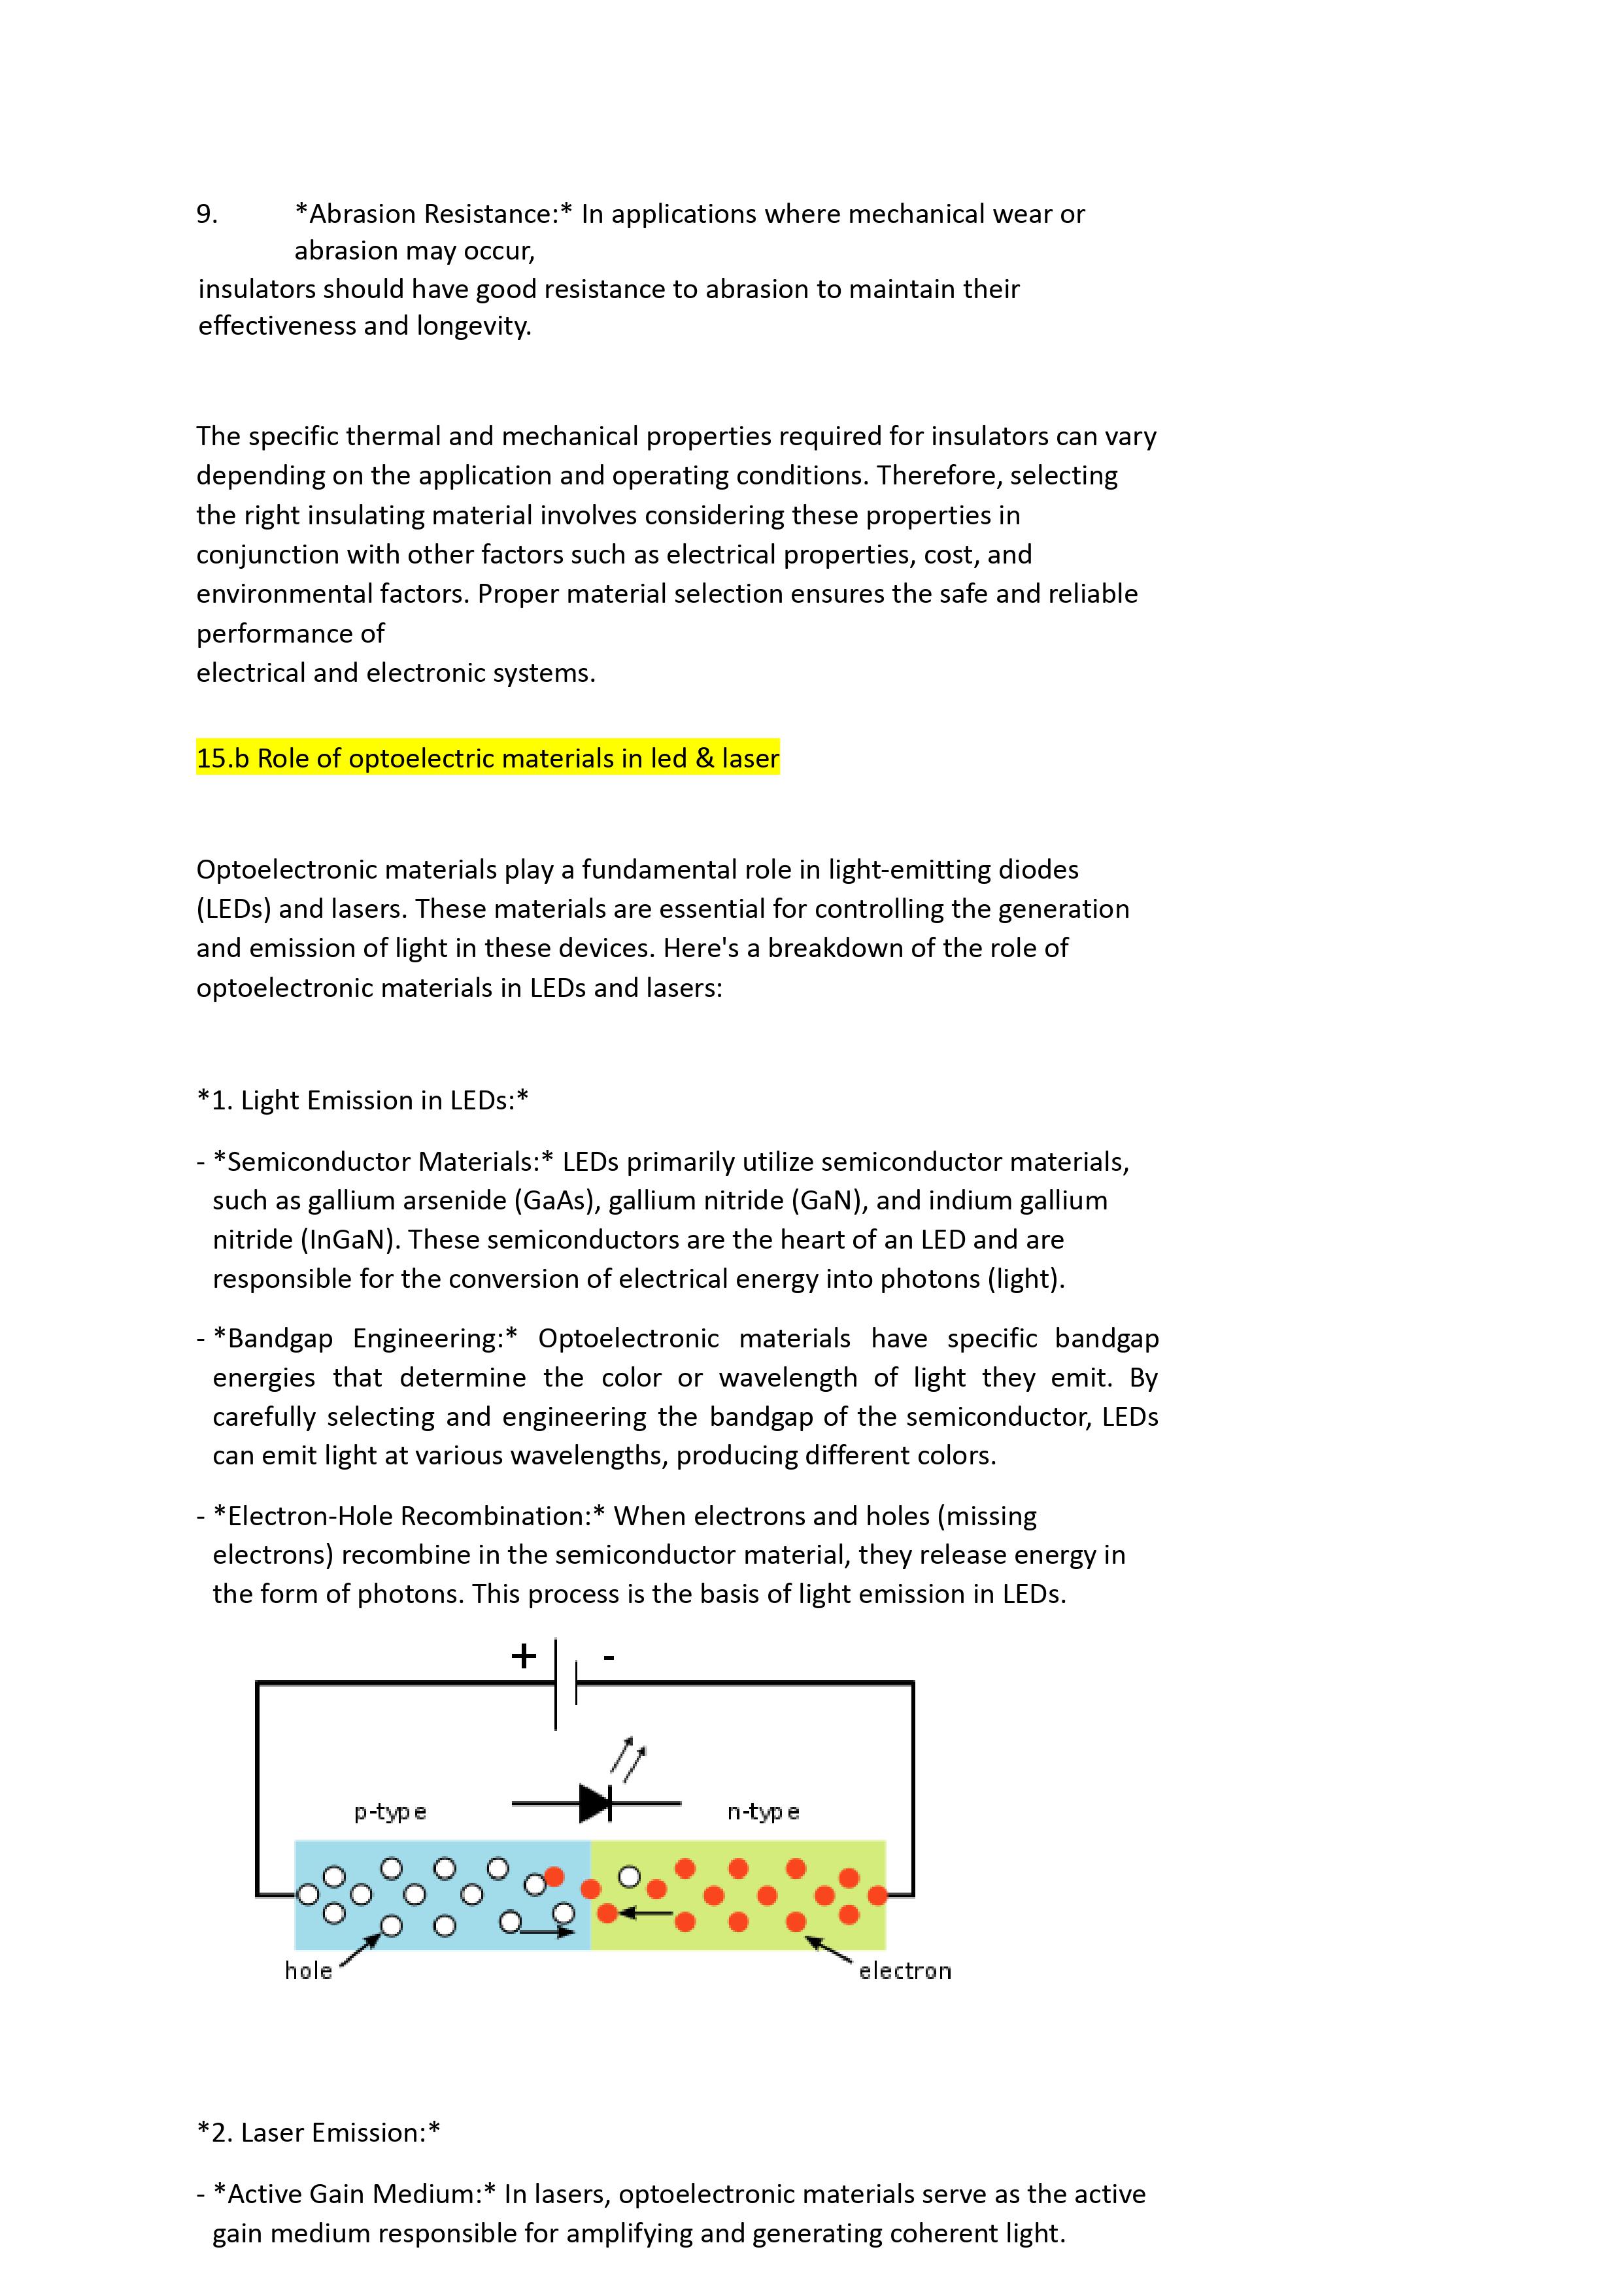 9. *Abrasion Resistance:* In applications where mechanical wear or
abrasion may occur,
insulators should have good resistance to abrasion to maintain their
effectiveness and longevity.
The specific thermal and mechanical properties required for insulators can vary
depending on the application and operating conditions. Therefore, selecting
the right insulating material involves considering these properties in
conjunction with other factors such as electrical properties, cost, and
environmental factors. Proper material selection ensures the safe and reliable
performance of
electrical and electronic systems.
15.b Role of optoelectric materials in led & laser
Optoelectronic materials play a fundamental role in light-emitting diodes
(LEDs) and lasers. These materials are essential for controlling the generation
and emission of light in these devices. Here's a breakdown of the role of
optoelectronic materials in LEDs and lasers:
*1. Light Emission in LEDs:*
- *Semiconductor Materials:* LEDs primarily utilize semiconductor materials,
such as gallium arsenide (GaAs), gallium nitride (GaN), and indium gallium
nitride (InGaN). These semiconductors are the heart of an LED and are
responsible for the conversion of electrical energy into photons (light).
- *Bandgap Engineering:* Optoelectronic materials have specific bandgap
energies that determine the color or wavelength of light they emit. By
carefully selecting and engineering the bandgap of the semiconductor, LEDs
can emit light at various wavelengths, producing different colors.
- *Electron-Hole Recombination:* When electrons and holes (missing
electrons) recombine in the semiconductor material, they release energy in
the form of photons. This process is the basis of light emission in LEDs.
+ -
p-type n-type
hole electron
*2. Laser Emission:*
- *Active Gain Medium:* In lasers, optoelectronic materials serve as the active
gain medium responsible for amplifying and generating coherent light.